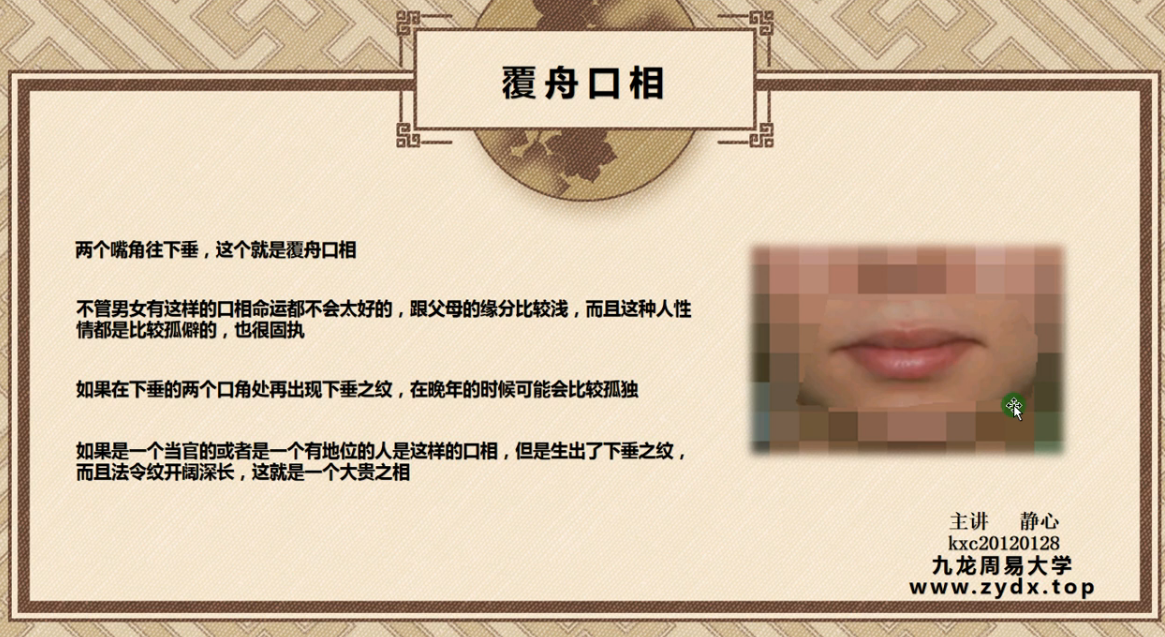 覆舟口相
两个嘴角往下垂，这个就是覆舟口相
不管男女有这样的口相命运都不会太好的，跟父母的缘分比较浅，而且这种人性
情都是比较孤僻的，也很固执
如果在下垂的两个口角处再出现下垂之纹，在晚年的时候可能会比较孤独
如果是一个当官的或者是一个有地位的人是这样的口相，但是生出了下垂之纹，
而且法令纹开阔深长，这就是一个大贵之相
主讲 静心
kxc20120128
九龙周易大学
www.zydx.top